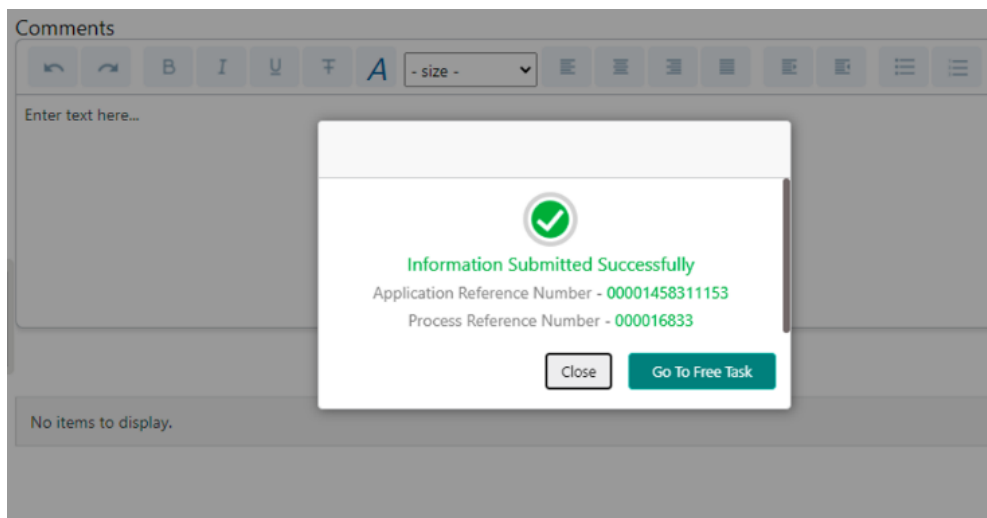 Comments
B I U T A - size -
Enter text here...
Information Submitted Successfully
Application Reference Number - 00001458311153
Process Reference Number - 000016833
Close Go To Free Task
No items to display.